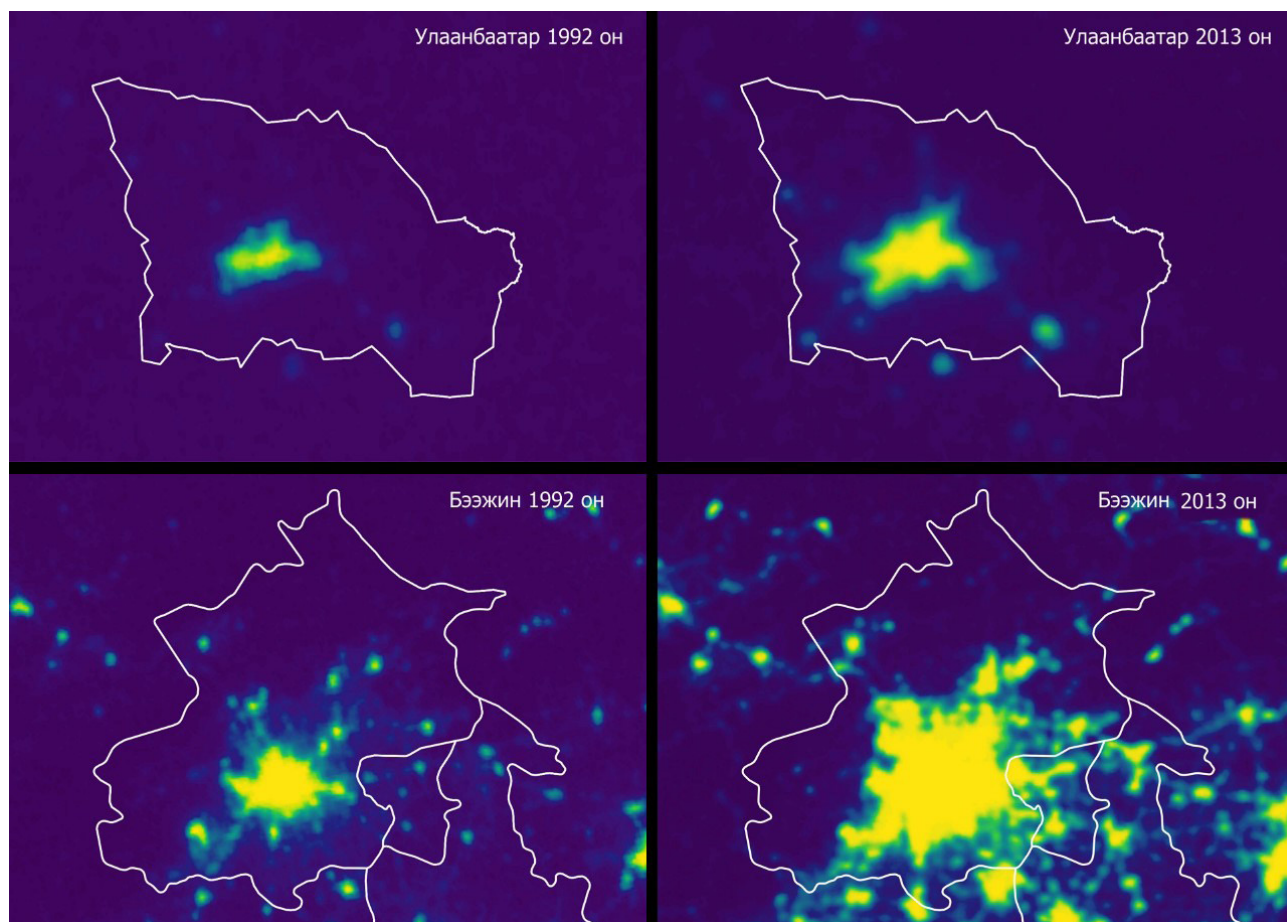 Улаанбаатар 1992 он
Улаанбаатар 2013 он
Бээжин 1992 он
Бээжин 2013 он